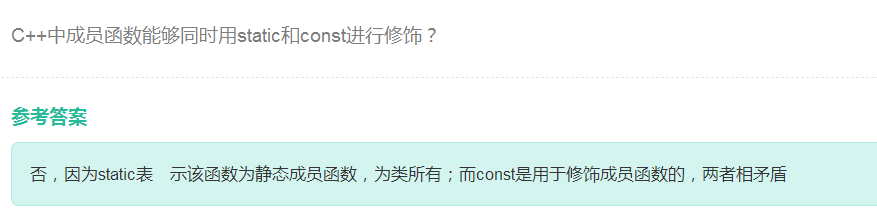 C++中成员函数能够同时用static和const进行修饰？
参考答案
否，因为static表　示该函数为静态成员函数，为类所有；而const是用于修饰成员函数的，两者相矛盾